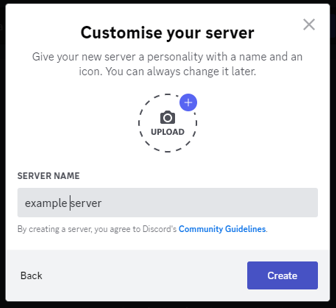 Customise your server
Give your new server a personality with a name and an
icon. You can always change it later.
UPLOAD
SERVER NAME
example server
By creating a server, you agree to Discord's Community Guidelines.
Back
Create